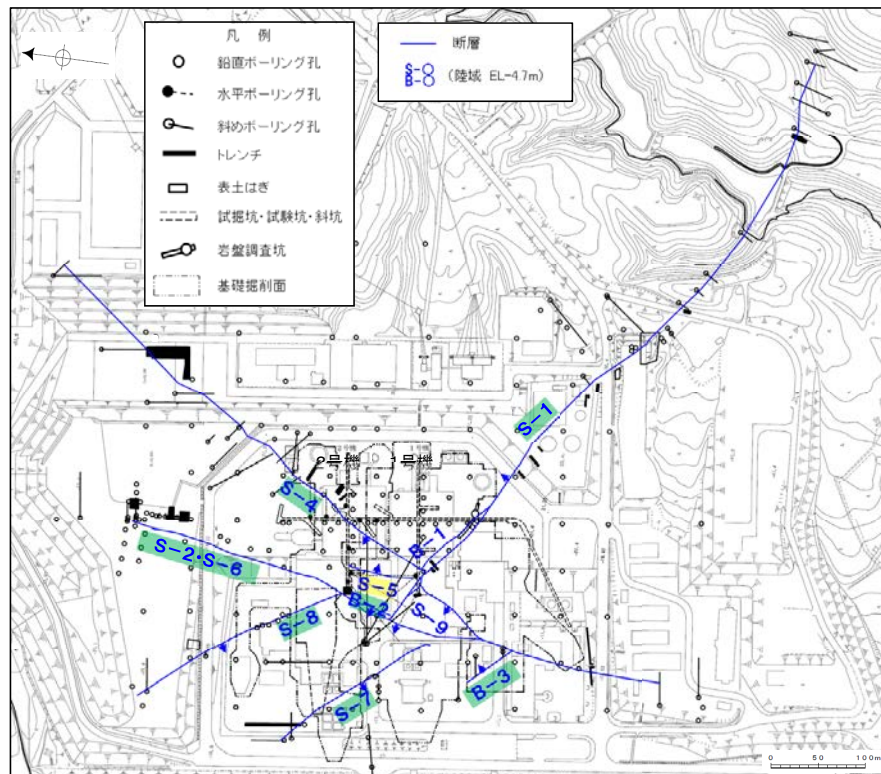 凡 例
鉛直ボーリング孔
水平ボーリング孔
斜めボーリング孔
トレンチ
表土はぎ
試掘坑・試験坑・斜坑
岩盤調査坑
基礎掘削面
断層
S-○
B-○
(陸域 EL-4.7m)
S-1
2号機
1号機
S-4
B-1
S-2・S-6
S-5
B-2
S-9
S-8
B-3
S-7
0 50 100m